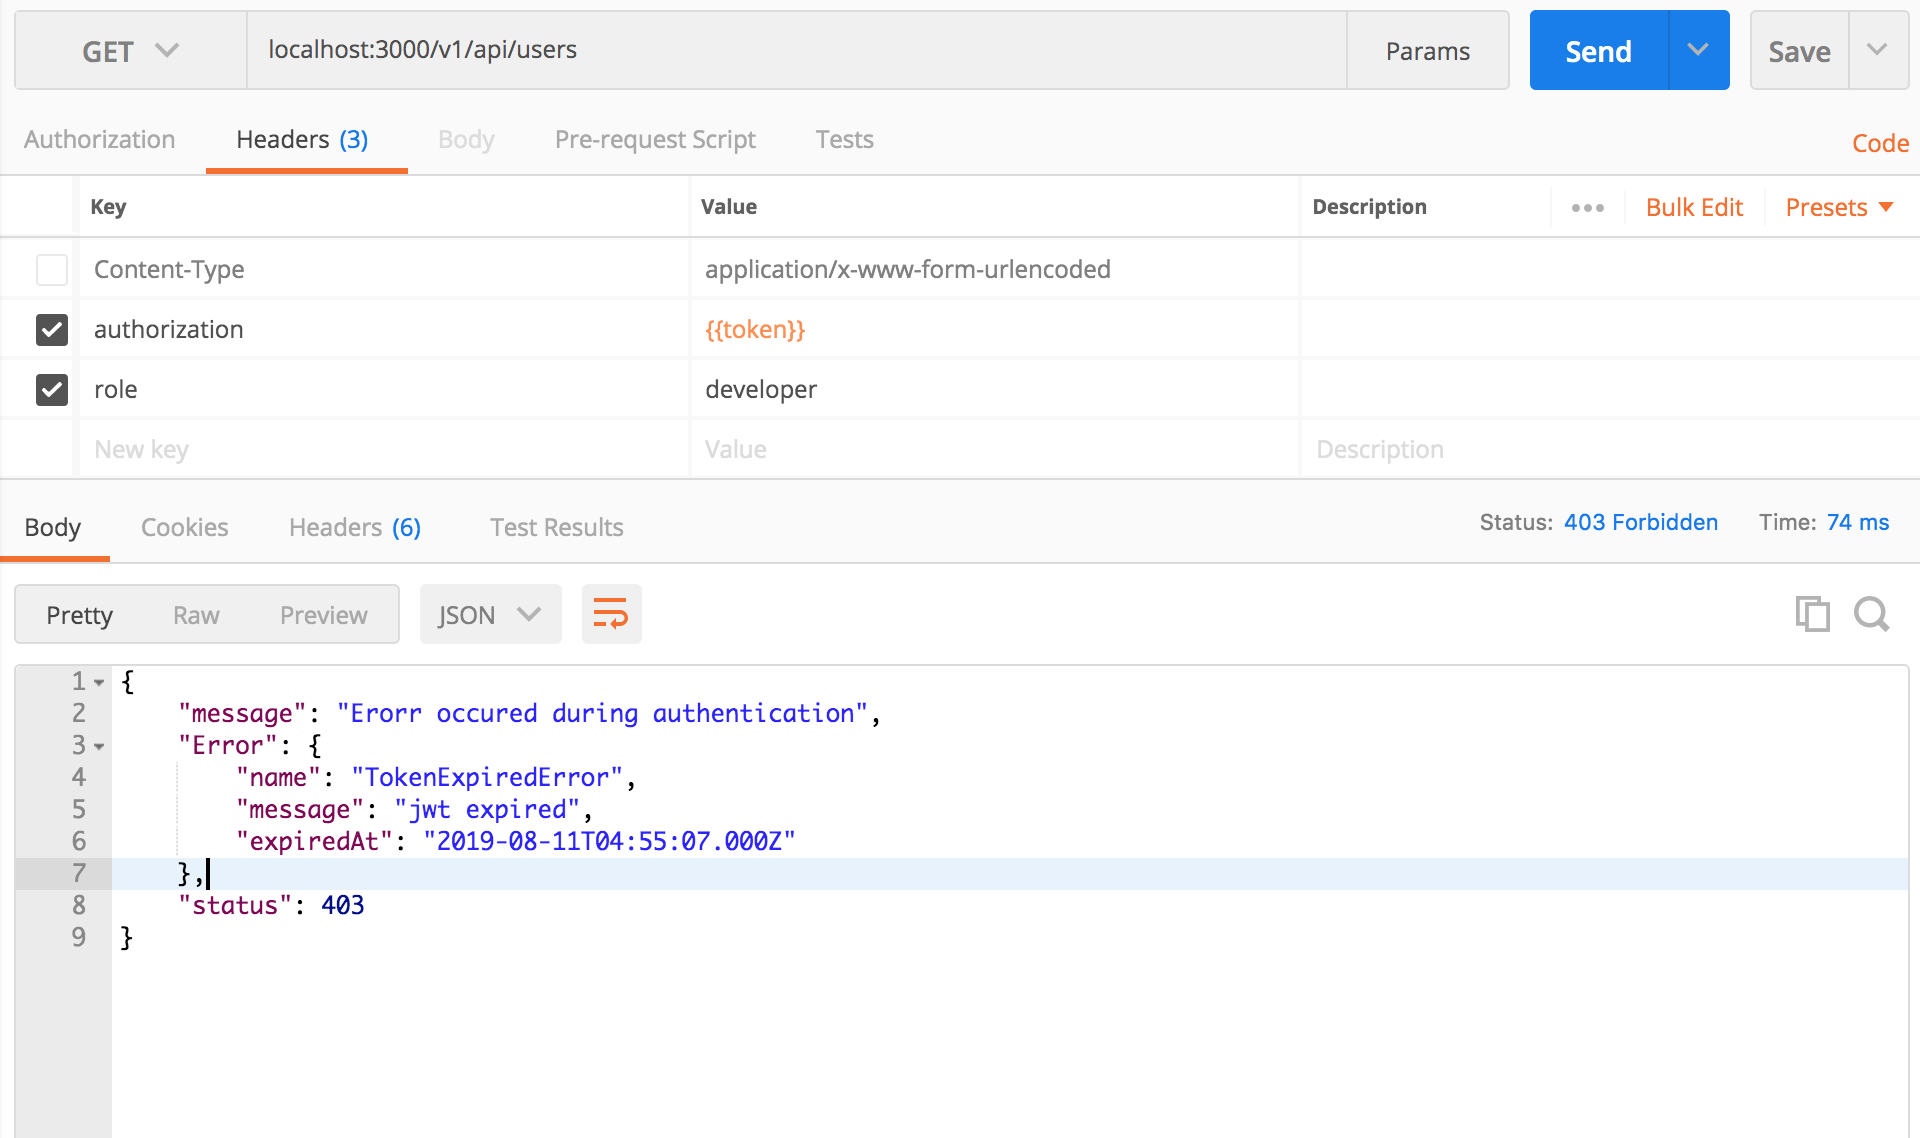 GET localhost:3000/v1/api/users Params Send Save
Authorization Headers (3) Body Pre-request Script Tests Code
Key Value Description ••• Bulk Edit Presets
Content-Type application/x-www-form-urlencoded
authorization {{token}}
role developer
New key Value Description
Body Cookies Headers (6) Test Results Status: 403 Forbidden Time: 74 ms
Pretty Raw Preview JSON
1 {
2 "message": "Erorr occured during authentication",
3 "Error": {
4 "name": "TokenExpiredError",
5 "message": "jwt expired",
6 "expiredAt": "2019-08-11T04:55:07.000Z"
7 },
8 "status": 403
9 }